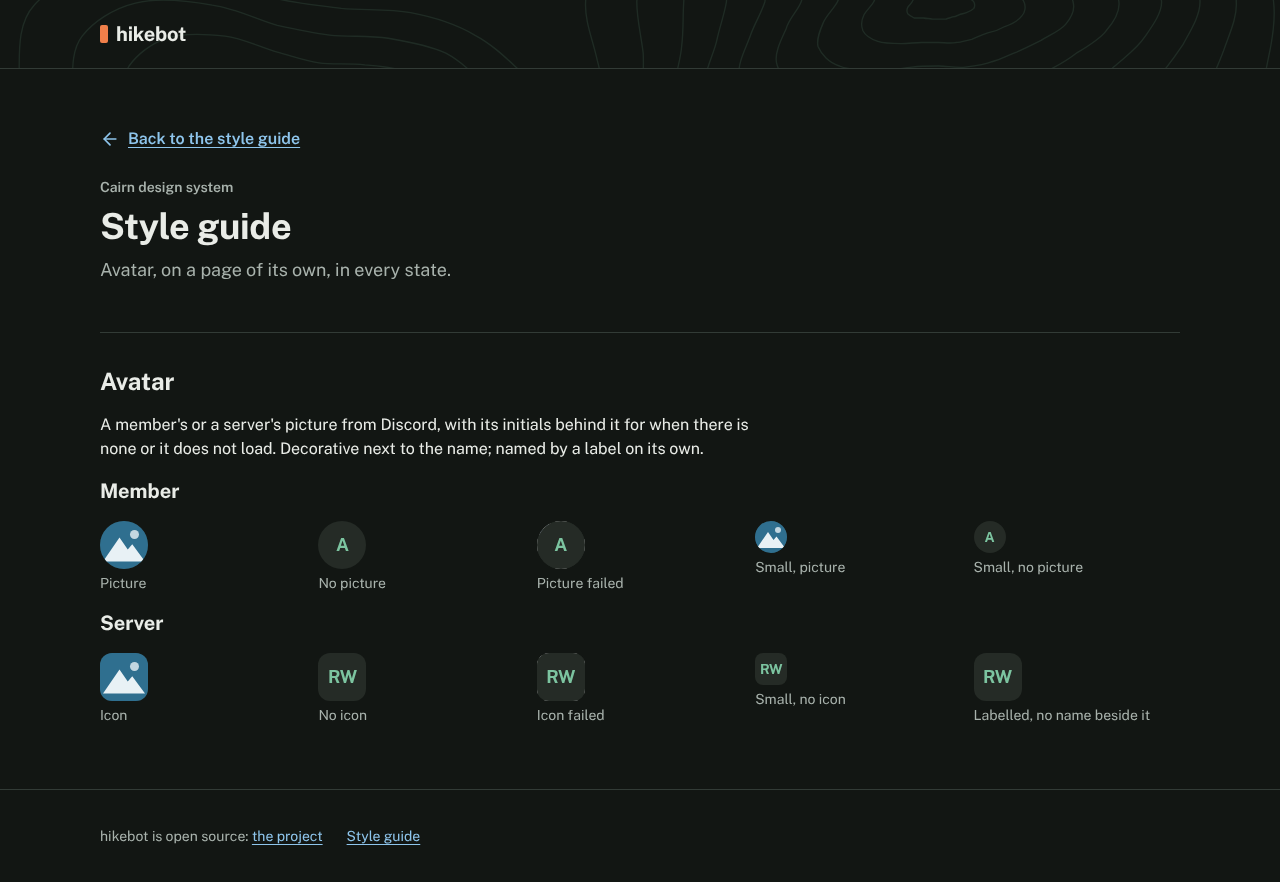 hikebot
Back to the style guide
Cairn design system
Style guide
Avatar, on a page of its own, in every state.
Avatar
A member's or a server's picture from Discord, with its initials behind it for when there is
none or it does not load. Decorative next to the name; named by a label on its own.
Member
A
A
A
Picture
No picture
Picture failed
Small, picture
Small, no picture
Server
RW
RW
RW
RW
Icon
No icon
Icon failed
Small, no icon
Labelled, no name beside it
hikebot is open source: the project
Style guide